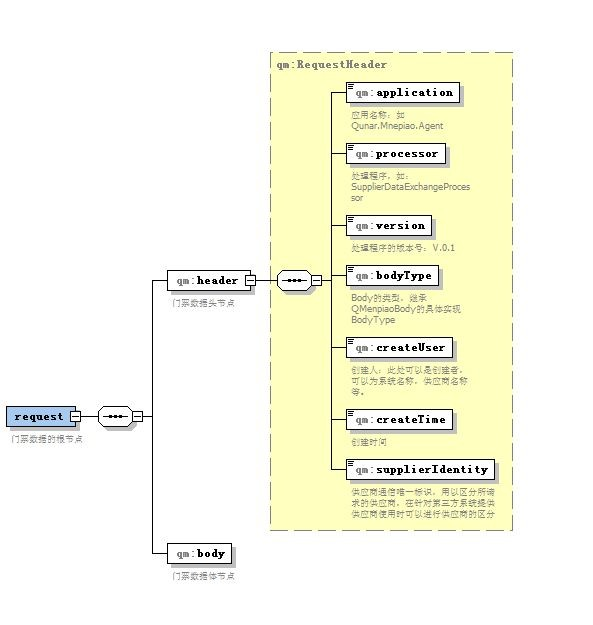 qm:RequestHeader
qm:application
应用名称:如
Qunar.Mnepiao.Agent
qm:processor
处理程序,如:
SupplierDataExchangeProces
sor
qm:version
处理程序的版本号:V.0.1
qm:header
门票数据头节点
qm:bodyType
Body的类型,继承
QMenpiaoBody的具体实现
BodyType
qm:createUser
创建人:此处可以是创建者,
可以为系统名称,供应商名称
等。
request
门票数据的根节点
qm:createTime
创建时间
qm:supplierIdentity
供应商通信唯一标识,用以区分所请
求的供应商,在针对第三方系统提供
供应商使用时可以进行供应商的区分
qm:body
门票数据体节点